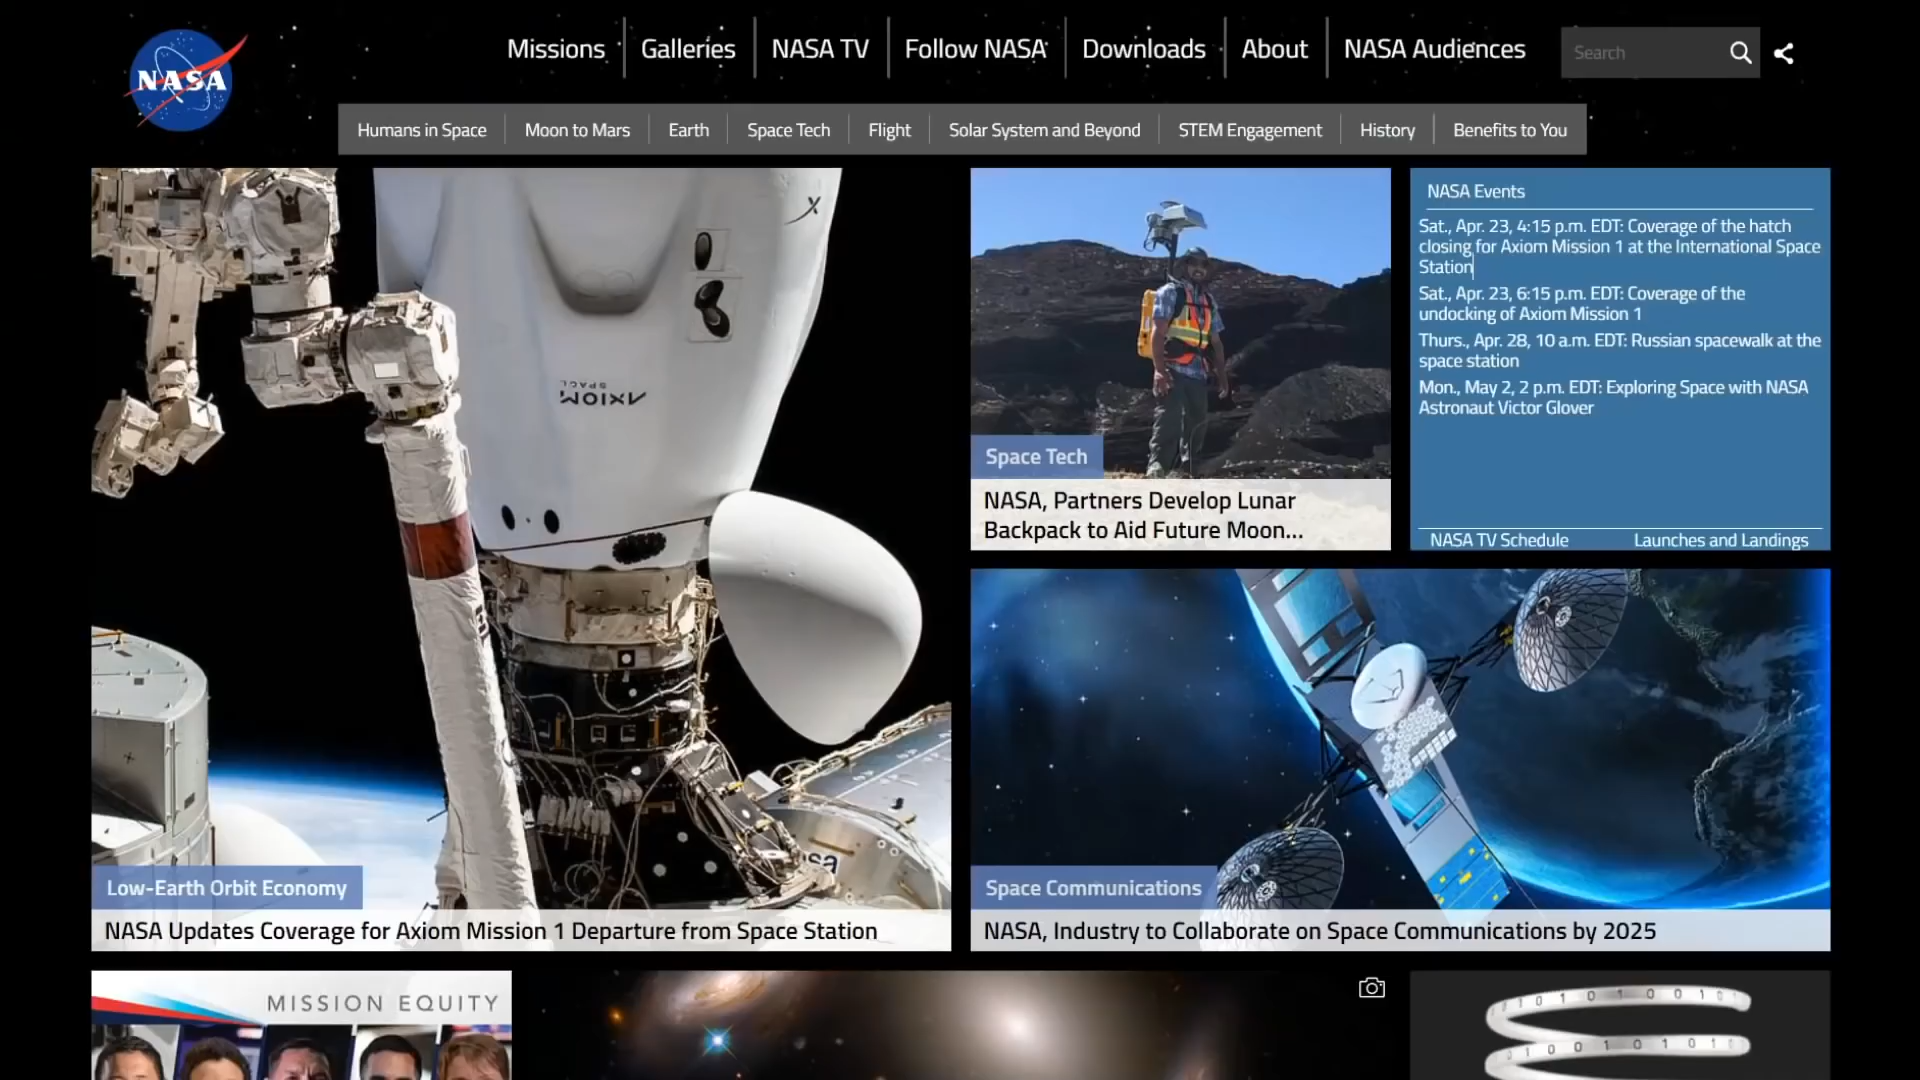 NASA
Missions
Galleries
NASA TV
Follow NASA
Downloads
About
NASA Audiences
Search
Humans in Space
Moon to Mars
Earth
Space Tech
Flight
Solar System and Beyond
STEM Engagement
History
Benefits to You
AXIOM
SPACE
Low-Earth Orbit Economy
NASA Updates Coverage for Axiom Mission 1 Departure from Space Station
Space Tech
NASA, Partners Develop Lunar
Backpack to Aid Future Moon...
NASA Events
Sat., Apr. 23, 4:15 p.m. EDT: Coverage of the hatch
closing for Axiom Mission 1 at the International Space
Station
Sat., Apr. 23, 6:15 p.m. EDT: Coverage of the
undocking of Axiom Mission 1
Thurs., Apr. 28, 10 a.m. EDT: Russian spacewalk at the
space station
Mon., May 2, 2 p.m. EDT: Exploring Space with NASA
Astronaut Victor Glover
NASA TV Schedule
Launches and Landings
Space Communications
NASA, Industry to Collaborate on Space Communications by 2025
MISSION EQUITY